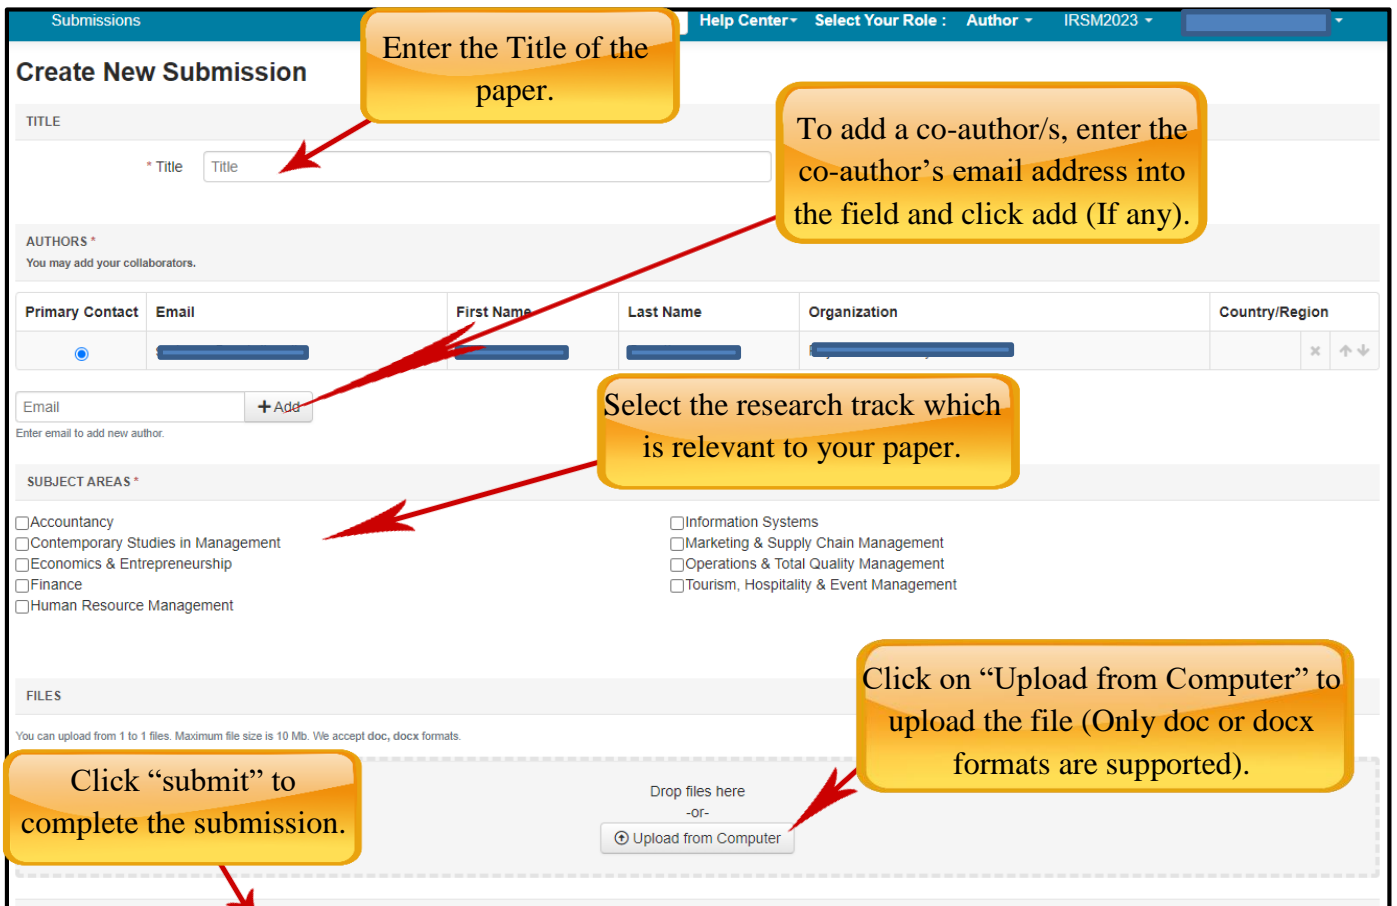 Submissions
Help Center
Select Your Role :
Author
IRSM2023
Enter the Title of the
paper.
Create New Submission
TITLE
* Title
Title
To add a co-author/s, enter the
co-author’s email address into
the field and click add (If any).
AUTHORS *
You may add your collaborators.
Primary Contact
Email
First Name
Last Name
Organization
Country/Region
Email
+ Add
Enter email to add new author.
Select the research track which
is relevant to your paper.
SUBJECT AREAS *
Accountancy
Contemporary Studies in Management
Economics & Entrepreneurship
Finance
Human Resource Management
Information Systems
Marketing & Supply Chain Management
Operations & Total Quality Management
Tourism, Hospitality & Event Management
FILES
You can upload from 1 to 1 files. Maximum file size is 10 Mb. We accept doc, docx formats.
Click on “Upload from Computer” to
upload the file (Only doc or docx
formats are supported).
Click “submit” to
complete the submission.
Drop files here
-or-
Upload from Computer